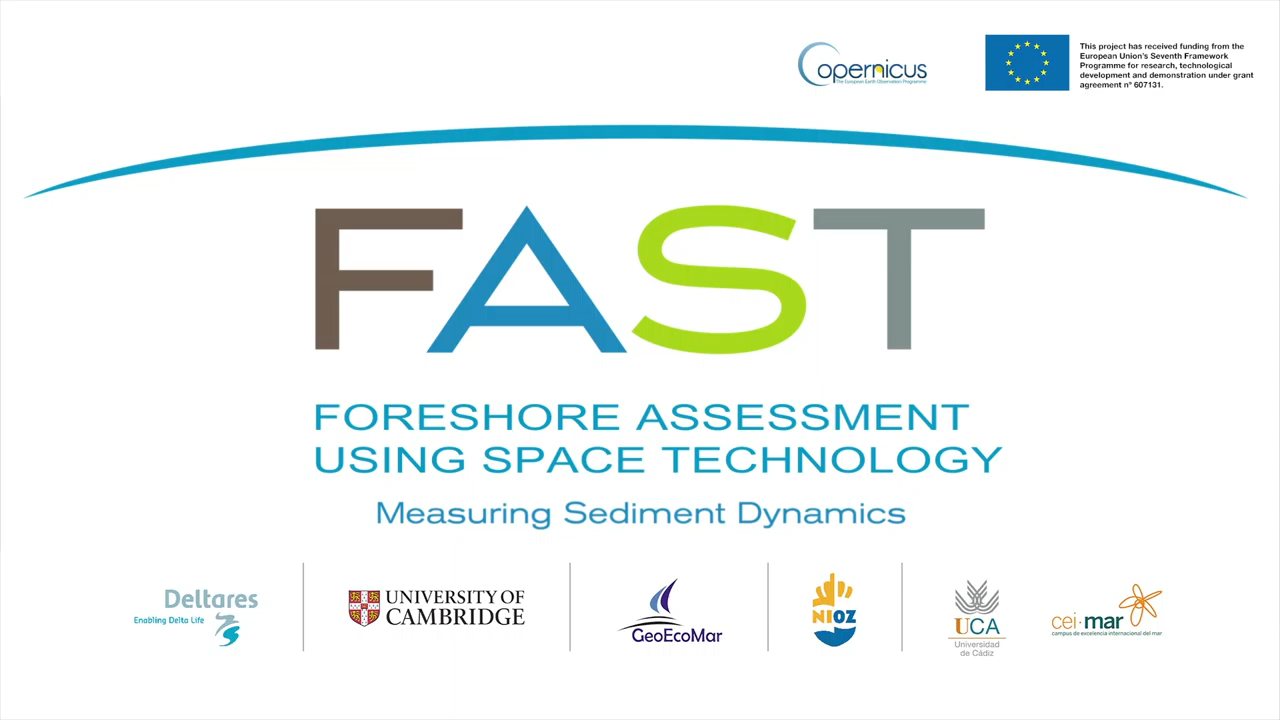 Copernicus
The European Earth Observation Programme
This project has received funding from the
European Union's Seventh Framework
Programme for research, technological
development and demonstration under grant
agreement n° 607131.
FAST
FORESHORE ASSESSMENT
USING SPACE TECHNOLOGY
Measuring Sediment Dynamics
Deltares
Enabling Delta Life
UNIVERSITY OF
CAMBRIDGE
GeoEcoMar
NIOZ
UCA
Universidad
de Cádiz
cei·mar
campus de excelencia internacional del mar